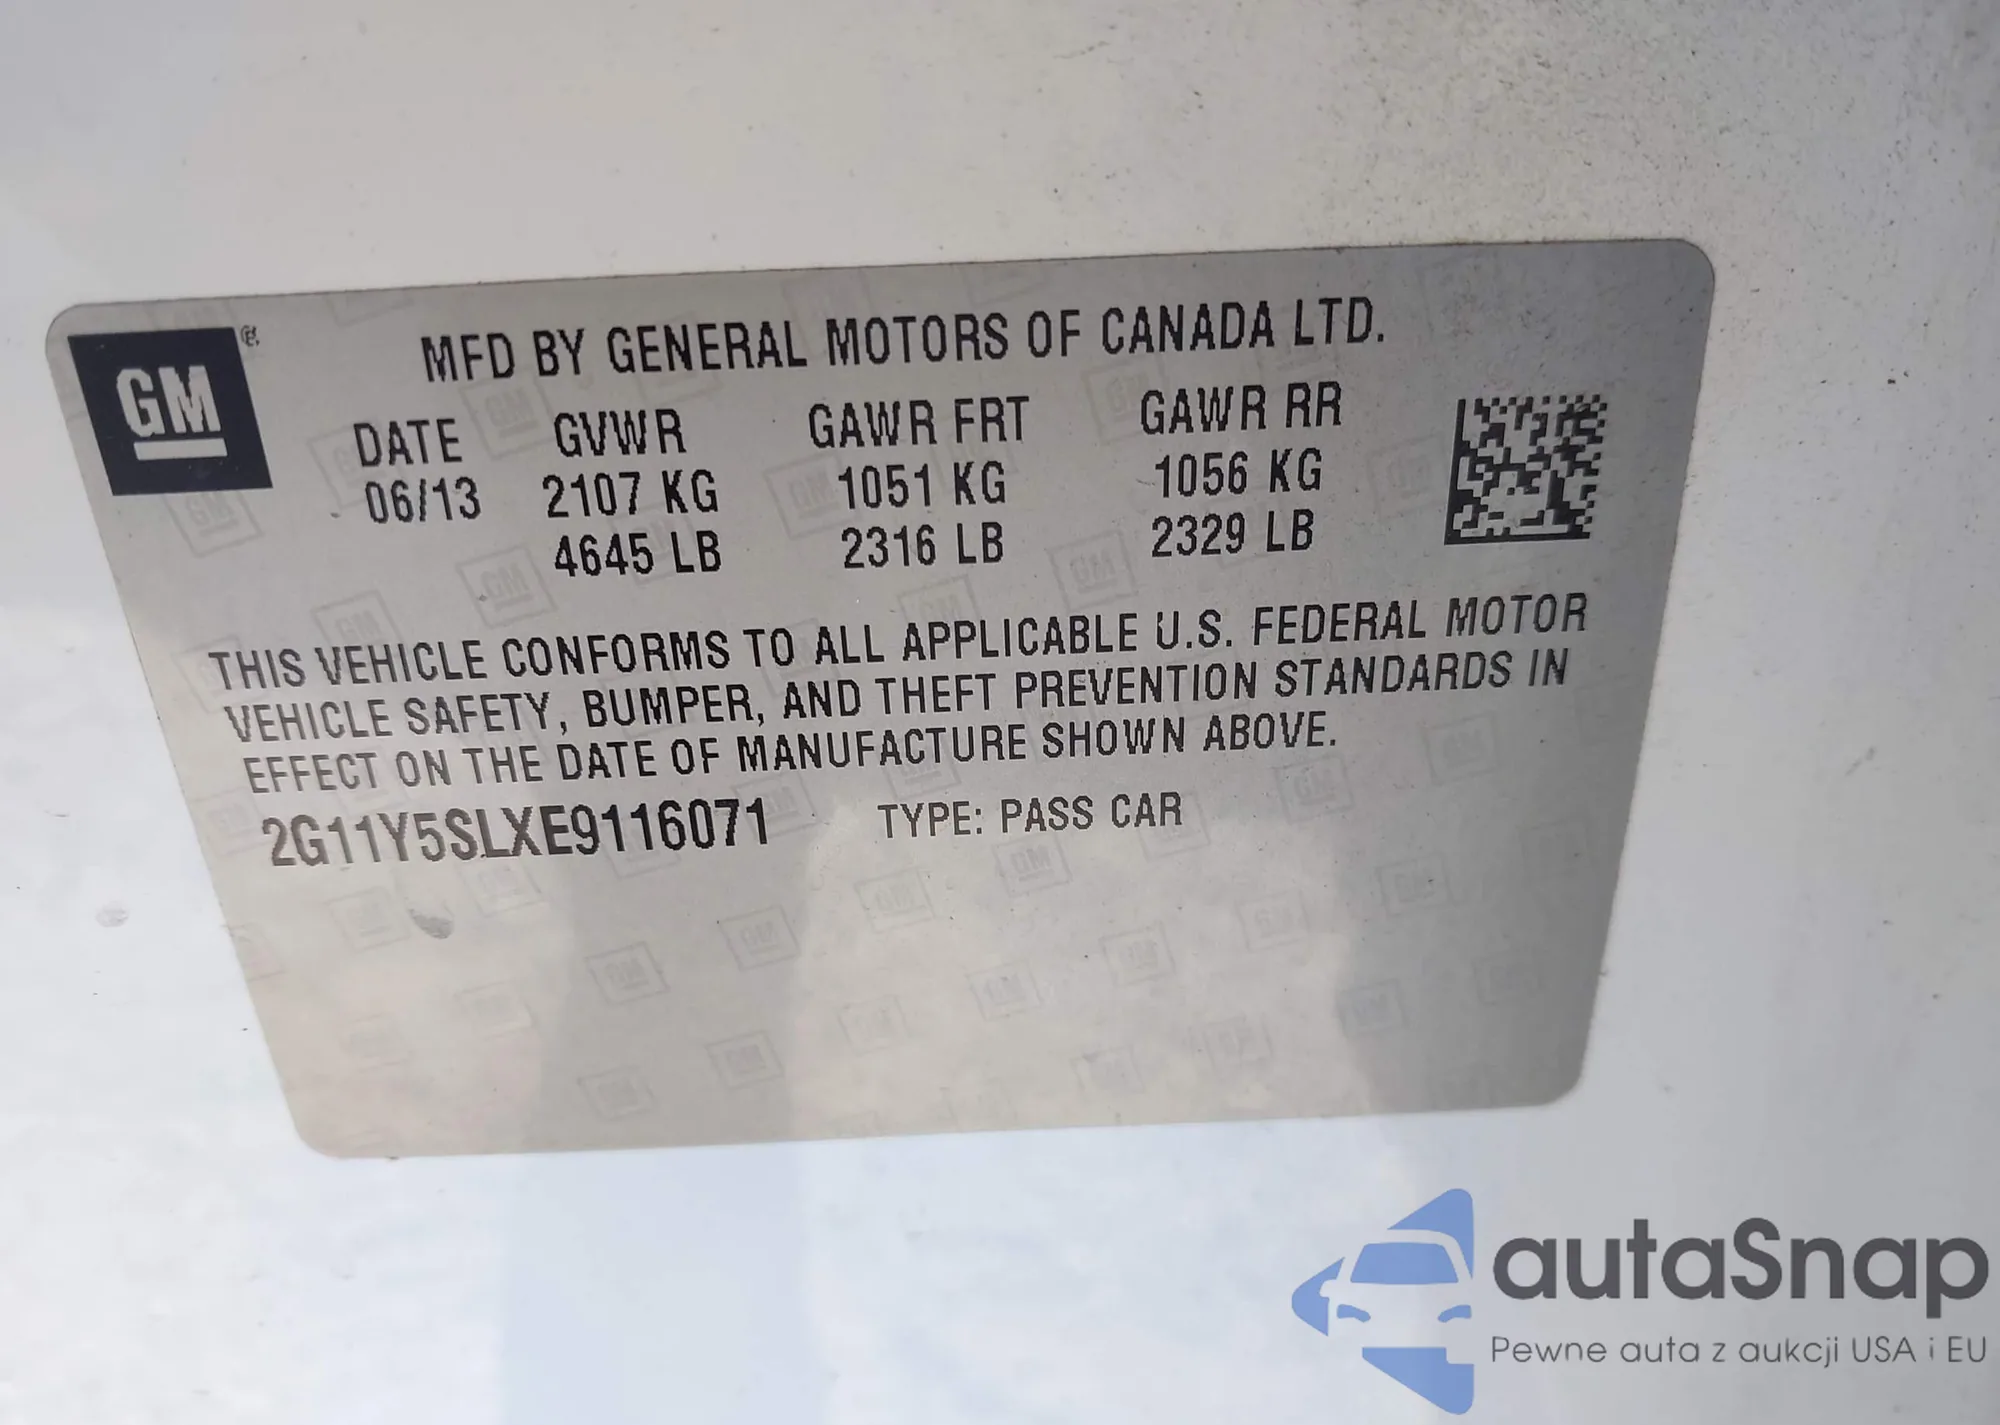 GM
MFD BY GENERAL MOTORS OF CANADA LTD.
DATE GVWR GAWR FRT GAWR RR
06/13 2107 KG 1051 KG 1056 KG
4645 LB 2316 LB 2329 LB
THIS VEHICLE CONFORMS TO ALL APPLICABLE U.S. FEDERAL MOTOR
VEHICLE SAFETY, BUMPER, AND THEFT PREVENTION STANDARDS IN
EFFECT ON THE DATE OF MANUFACTURE SHOWN ABOVE.
2G11Y5SLXE9116071 TYPE: PASS CAR
autaSnap
Pewne auta z aukcji USA i EU